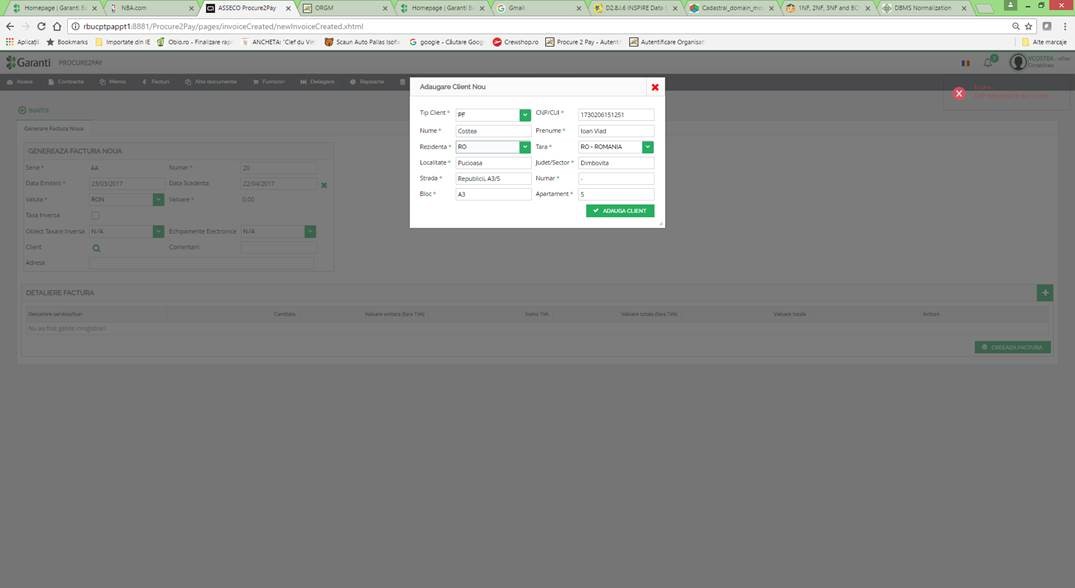 Homepage | Garanti B
NBA.com
ASSECO Procure2Pay
ORGM
Homepage | Garanti B
Gmail
D2.8.I.6 INSPIRE Data
Cadastral_domain_mo
1NF, 2NF, 3NF and BC
DBMS Normalization
rbucptpappt1:8881/Procure2Pay/pages/invoiceCreated/newInvoiceCreated.xhtml
Aplicații Bookmarks Importate din IE Obio.ro - Finalizare rap ANCHETA: "Cief du Vin Scaun Auto Pallas Isofix google - Căutare Goog Crewshop.ro Procure 2 Pay - Autenti Autentificare Organisat Alte marcaje
Garanti PROCURE2PAY
Acasa Contracte Memo Facturi Alte documente Furnizori Delegare Rapoarte
INAPOI
Generare Factura Noua
GENEREAZA FACTURA NOUA
Serie * AA Numar * 20
Data Emiterii * 23/03/2017 Data Scadenta 22/04/2017
Valuta * RON Valoare * 0.00
Taxa Inversa
Obiect Taxare Inversa N/A Echipamente Electronice N/A
Client Comentarii
Adresa
Adaugare Client Nou
Tip Client * PF CNP/CUI * 1730206151251
Nume * Costea Prenume * Ioan Vlad
Rezidenta * RO Tara * RO - ROMANIA
Localitate * Pucioasa Judet/Sector * Dimbovita
Strada * Republicii, A3/5 Numar * -
Bloc * A3 Apartament * 5
ADAUGA CLIENT
DETALIERE FACTURA
Denumire serviciu/bun Cantitate Valoare unitara (fara TVA) Suma TVA Valoare totala (fara TVA) Valoare totala Actiuni
Nu au fost gasite inregistrari
CREEAZA FACTURA